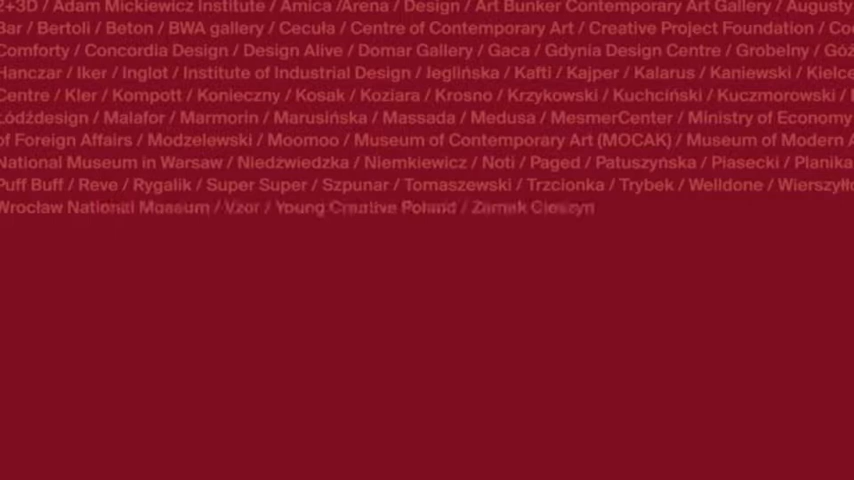 2+3D / Adam Mickiewicz Institute / Amica /Arena / Design / Art Bunker Contemporary Art Gallery / Augusty
Bar / Bertoli / Beton / BWA gallery / Cecuła / Centre of Contemporary Art / Creative Project Foundation /
Comforty / Concordia Design / Design Alive / Domar Gallery / Gaca / Gdynia Design Centre / Grobelny /
Hanczar / Iker / Inglot / Institute of Industrial Design / Jeglińska / Kafti / Kajper / Kalarus / Kaniewski / Kielce
Centre / Kler / Kompott / Konieczny / Kosak / Koziara / Krosno / Krzykowski / Kuchciński / Kuczmorowski /
Łódźdesign / Malafor / Marmorin / Marusińska / Massada / Medusa / MesmerCenter / Ministry of Economy
of Foreign Affairs / Modzelewski / Moomoo / Museum of Contemporary Art (MOCAK) / Museum of Modern
National Museum in Warsaw / Niedźwiedzka / Niemkiewicz / Noti / Paged / Patuszyńska / Piasecki / Planika
Puff Buff / Reve / Rygalik / Super Super / Szpunar / Tomaszewski / Trzcionka / Trybek / Welldone /
Wrocław National Museum / Vzor / Young Creative Poland / Zamek Cieszyn